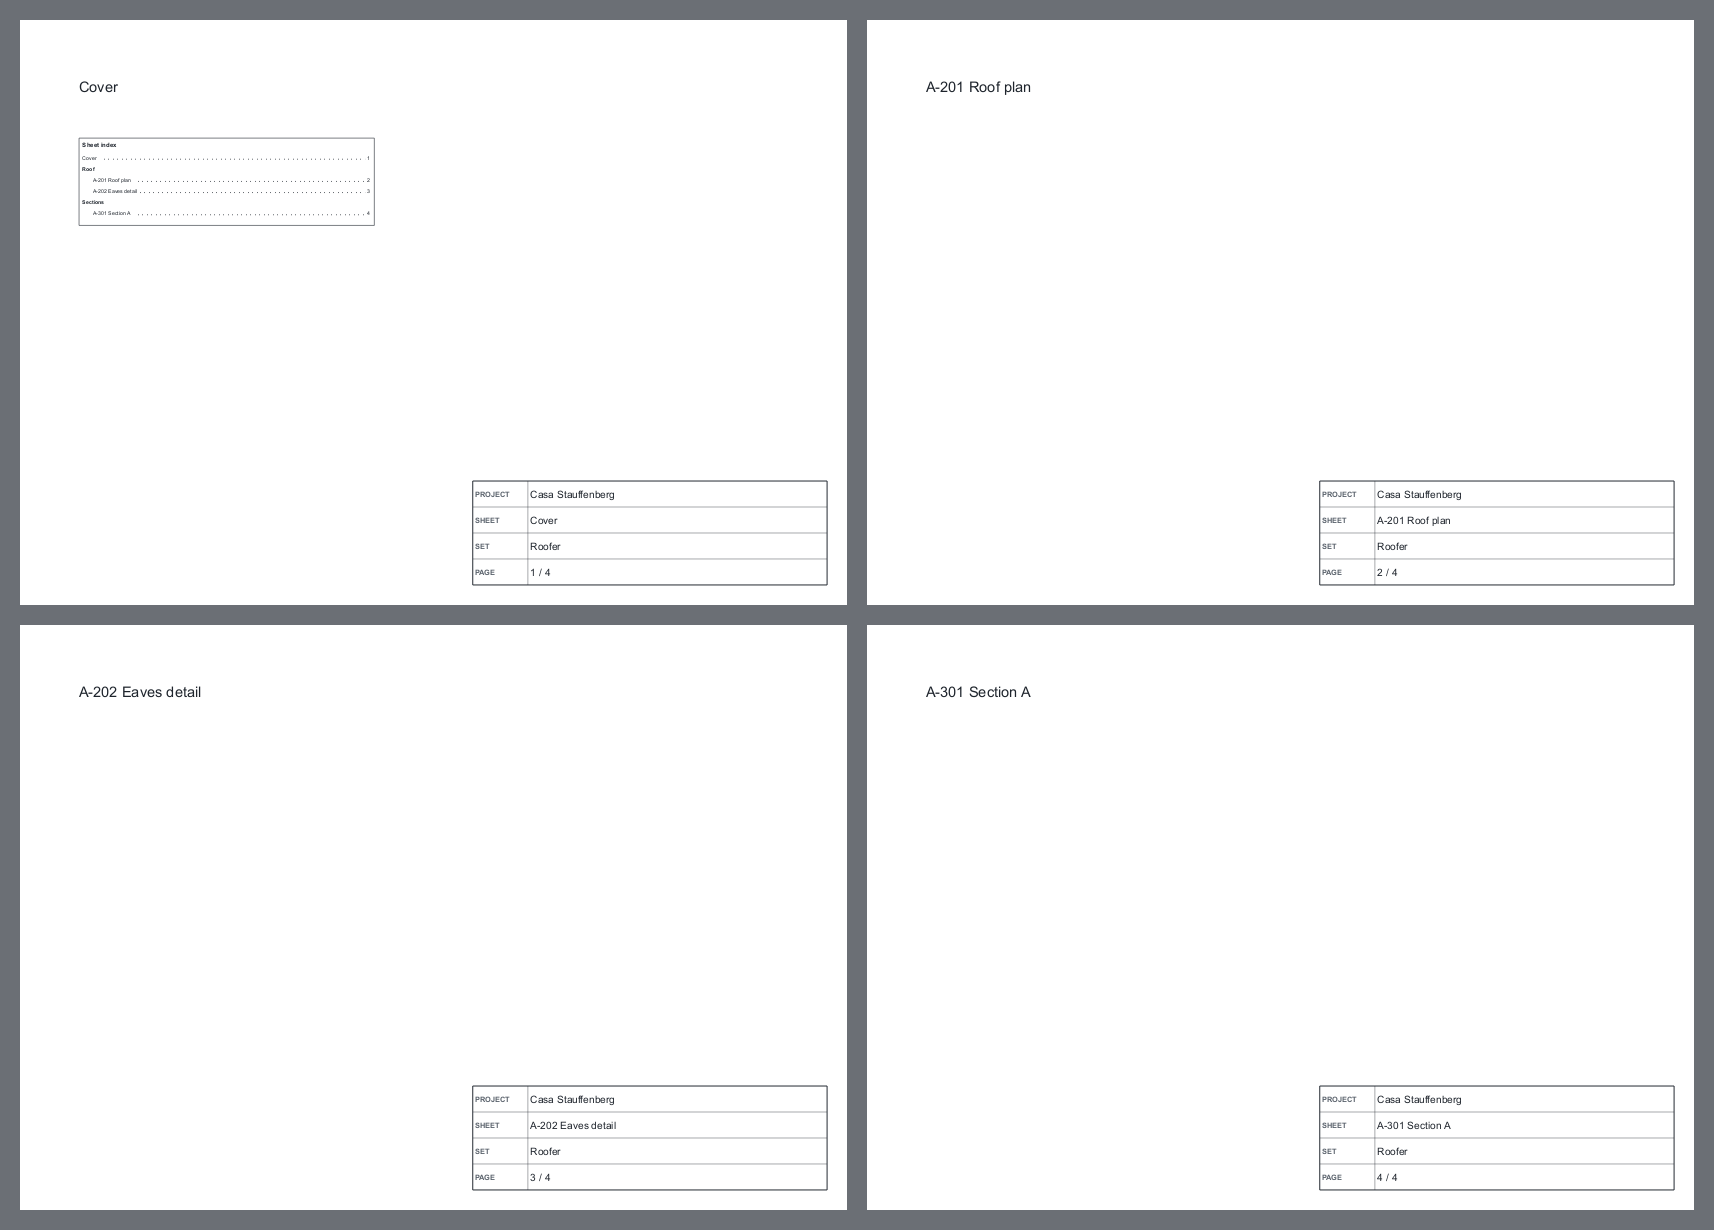 Cover
Sheet index
Cover . . . . . . . . . . . . . . . . . . . . . . . . . . . . . . 1
Roof
A-201 Roof plan . . . . . . . . . . . . . . . . . . . . . . . . . . . . . . 2
A-202 Eaves detail . . . . . . . . . . . . . . . . . . . . . . . . . . . . . . 3
Sections
A-301 Section A . . . . . . . . . . . . . . . . . . . . . . . . . . . . . . 4
PROJECT Casa Stauffenberg
SHEET Cover
SET Roofer
PAGE 1 / 4
A-201 Roof plan
PROJECT Casa Stauffenberg
SHEET A-201 Roof plan
SET Roofer
PAGE 2 / 4
A-202 Eaves detail
PROJECT Casa Stauffenberg
SHEET A-202 Eaves detail
SET Roofer
PAGE 3 / 4
A-301 Section A
PROJECT Casa Stauffenberg
SHEET A-301 Section A
SET Roofer
PAGE 4 / 4